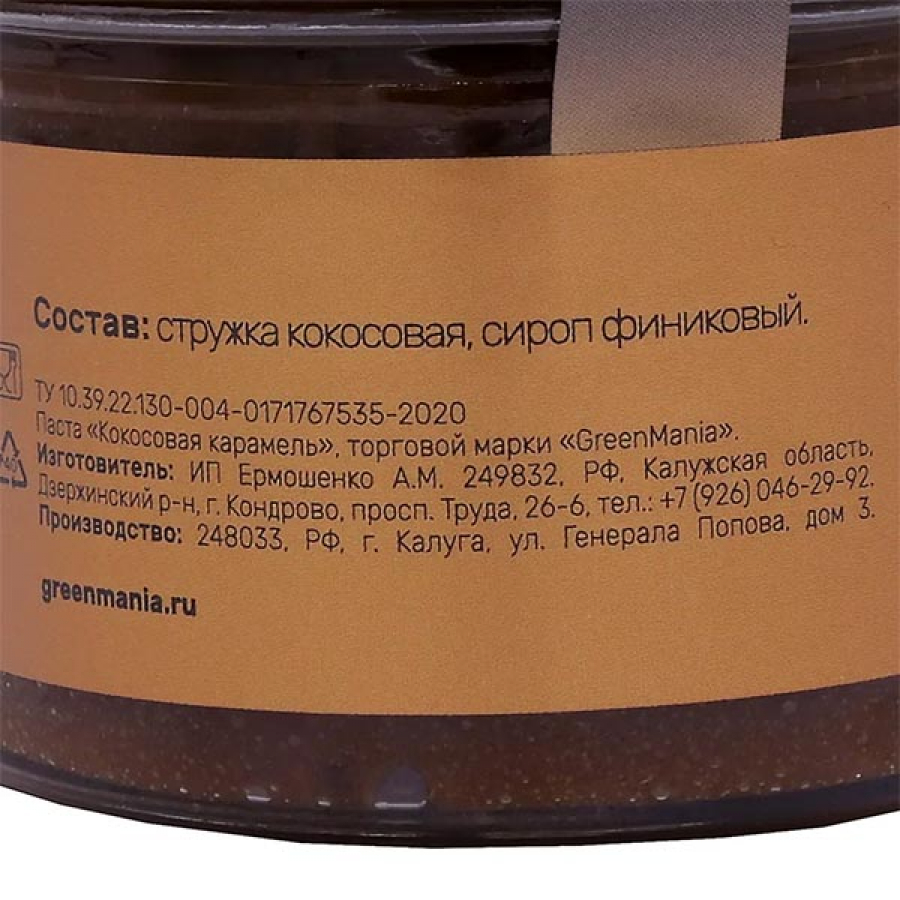 Состав: стружка кокосовая, сироп финиковый.
ТУ 10.39.22.130-004-0171767535-2020
Паста «Кокосовая карамель», торговой марки «GreenMania».
Изготовитель: ИП Ермошенко А.М. 249832, РФ, Калужская область,
Дзержинский р-н, г. Кондрово, просп. Труда, 26-6, тел.: +7 (926) 046-29-92.
Производство: 248033, РФ, г. Калуга, ул. Генерала Попова, дом 3.
greenmania.ru